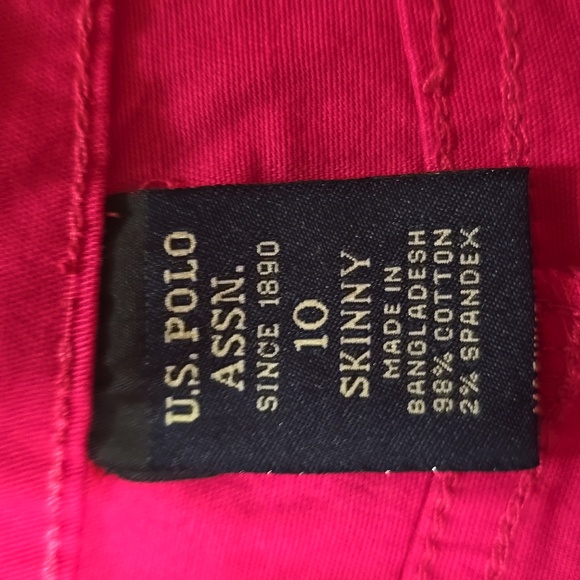 U.S. POLO
ASSN.
SINCE 1890
10
SKINNY
MADE IN
BANGLADESH
98% COTTON
2% SPANDEX